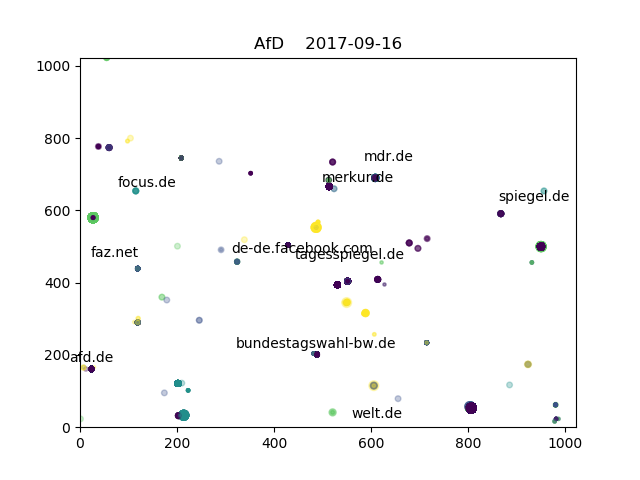 AfD 2017-09-16
1000
800
600
400
200
0
mdr.de
merkur.de
focus.de
spiegel.de
faz.net
de-de.facebook.com
tagesspiegel.de
bundestagswahl-bw.de
afd.de
welt.de
0 200 400 600 800 1000